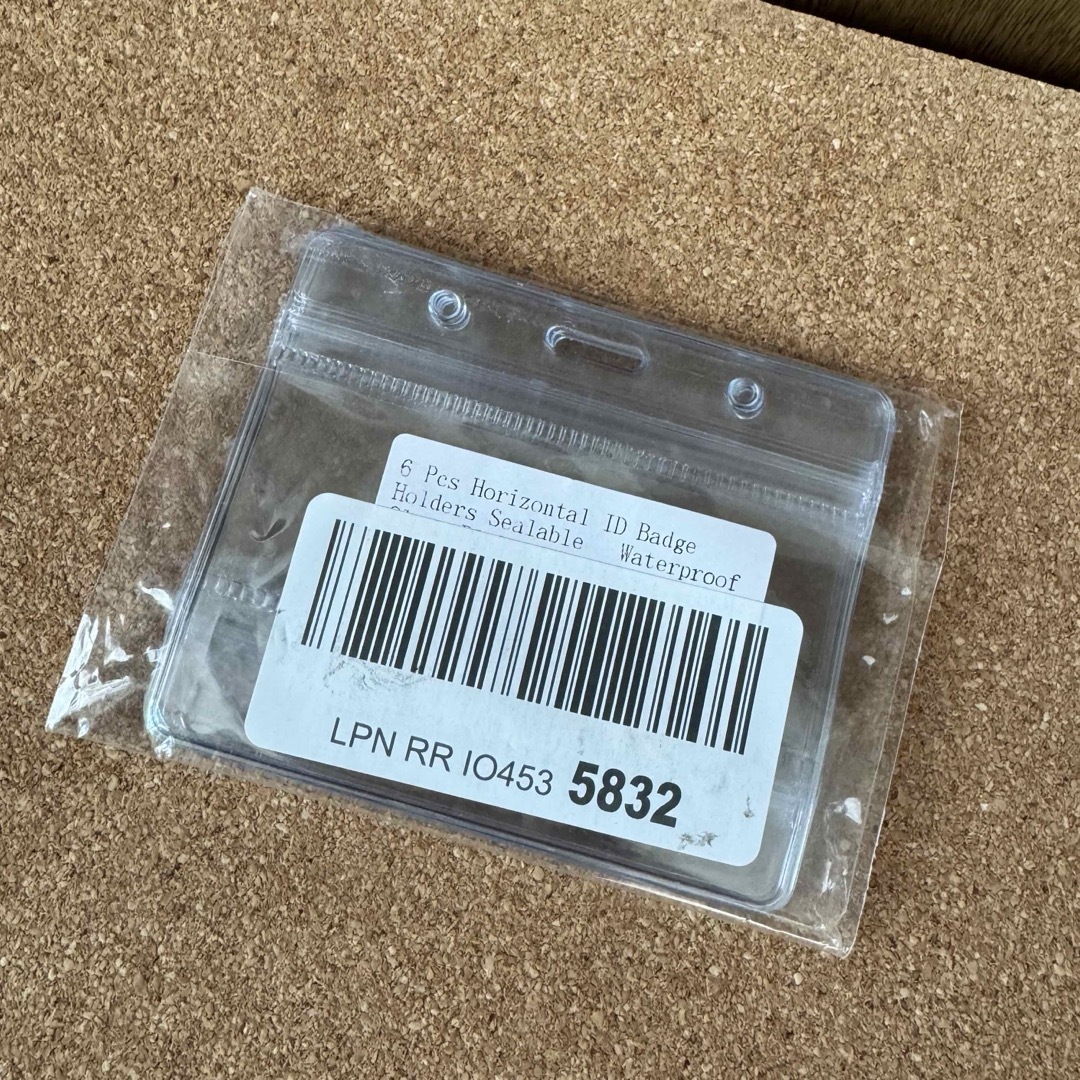 6 Pcs Horizontal ID Badge
Holders Sealable Waterproof
LPN RR IO453 5832